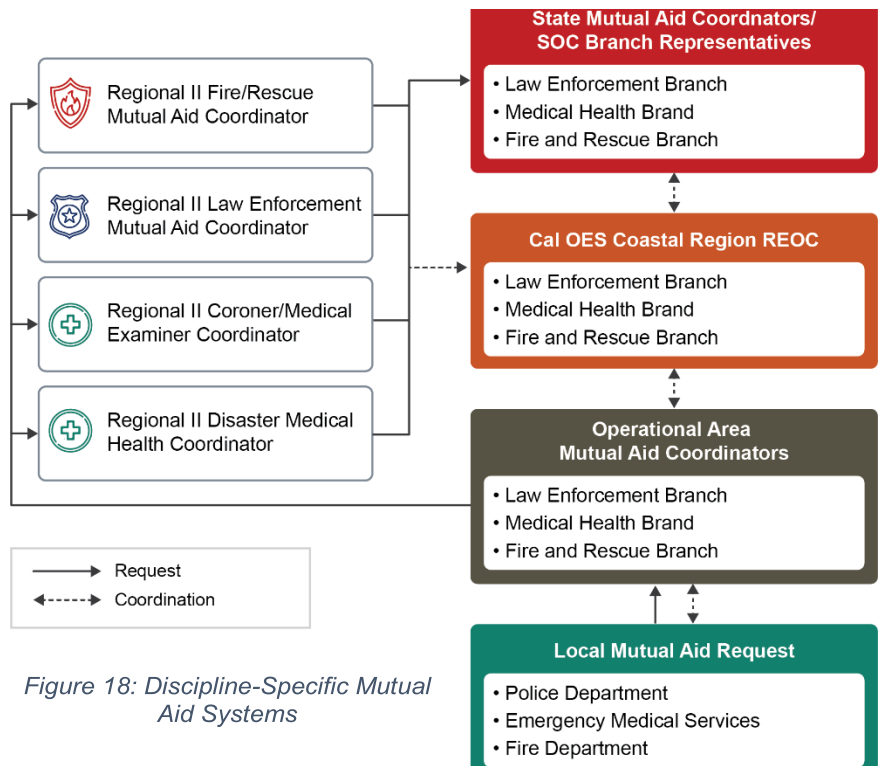 State Mutual Aid Coordnators/
SOC Branch Representatives
• Law Enforcement Branch
• Medical Health Brand
• Fire and Rescue Branch
Regional II Fire/Rescue
Mutual Aid Coordinator
Regional II Law Enforcement
Mutual Aid Coordinator
Regional II Coroner/Medical
Examiner Coordinator
Regional II Disaster Medical
Health Coordinator
Cal OES Coastal Region REOC
• Law Enforcement Branch
• Medical Health Brand
• Fire and Rescue Branch
Operational Area
Mutual Aid Coordinators
• Law Enforcement Branch
• Medical Health Brand
• Fire and Rescue Branch
Request
Coordination
Local Mutual Aid Request
• Police Department
• Emergency Medical Services
• Fire Department
Figure 18: Discipline-Specific Mutual
Aid Systems